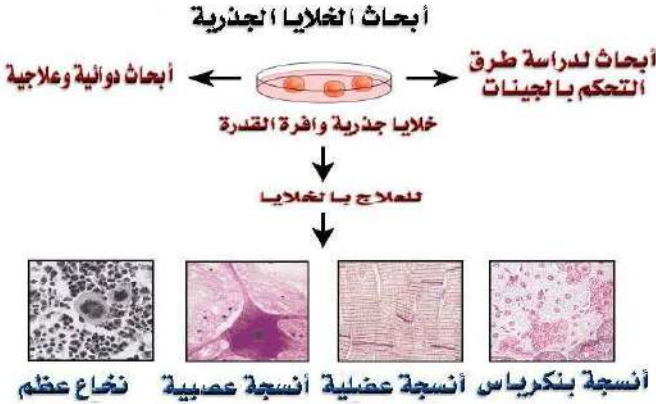 أبحاث الخلايا الجذرية
أبحاث لدراسة طرق
التحكم بالجينات
أبحاث دوائية وعلاجية
خلايا جذرية وافرة القدرة
للعلاج بالخلايا
أنسجة بنكرياس
أنسجة عضلية
أنسجة عصبية
نخاع عظم